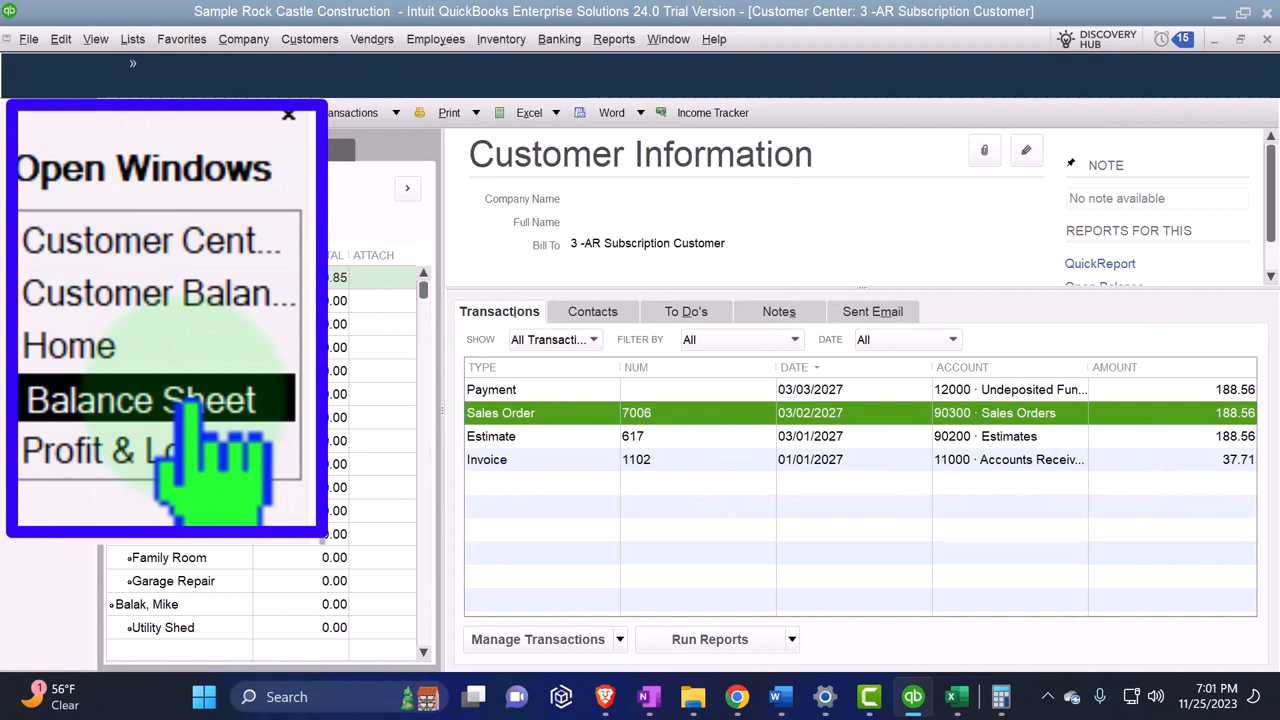 Sample Rock Castle Construction - Intuit QuickBooks Enterprise Solutions 24.0 Trial Version - [Customer Center: 3 -AR Subscription Customer]
File Edit View Lists Favorites Company Customers Vendors Employees Inventory Banking Reports Window Help
DISCOVERY HUB
15
»
Print Excel Word Income Tracker
Open Windows
Customer Cent...
Customer Balan...
Home
Balance Sheet
Profit &
ATTACH
Family Room 0.00
Garage Repair 0.00
Balak, Mike 0.00
Utility Shed 0.00
Customer Information
Company Name
Full Name
Bill To 3 -AR Subscription Customer
NOTE
No note available
REPORTS FOR THIS
QuickReport
Transactions Contacts To Do's Notes Sent Email
SHOW All Transacti... FILTER BY All DATE All
TYPE NUM DATE ACCOUNT AMOUNT
Payment 03/03/2027 12000 · Undeposited Fun... 188.56
Sales Order 7006 03/02/2027 90300 · Sales Orders 188.56
Estimate 617 03/01/2027 90200 · Estimates 188.56
Invoice 1102 01/01/2027 11000 · Accounts Receiv... 37.71
Manage Transactions Run Reports
1 56°F
Clear
Search
7:01 PM
11/25/2023